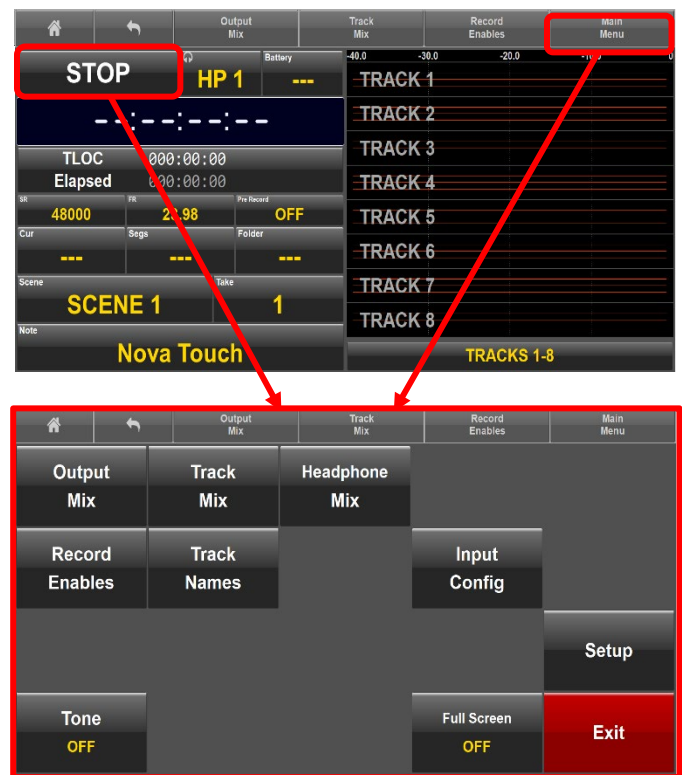 Output
Mix
Track
Mix
Record
Enables
Main
Menu
STOP
HP 1
Battery
---
--:--:--:--
TLOC 000:00:00
Elapsed 000:00:00
SR
48000
FR
23.98
Pre Record
OFF
Cur
---
Segs
---
Folder
---
Scene
SCENE 1
Take
1
Note
Nova Touch
-40.0 -30.0 -20.0 -10.0 0
TRACK 1
TRACK 2
TRACK 3
TRACK 4
TRACK 5
TRACK 6
TRACK 7
TRACK 8
TRACKS 1-8
Output
Mix
Track
Mix
Record
Enables
Main
Menu
Output
Mix
Track
Mix
Headphone
Mix
Record
Enables
Track
Names
Input
Config
Setup
Tone
OFF
Full Screen
OFF
Exit